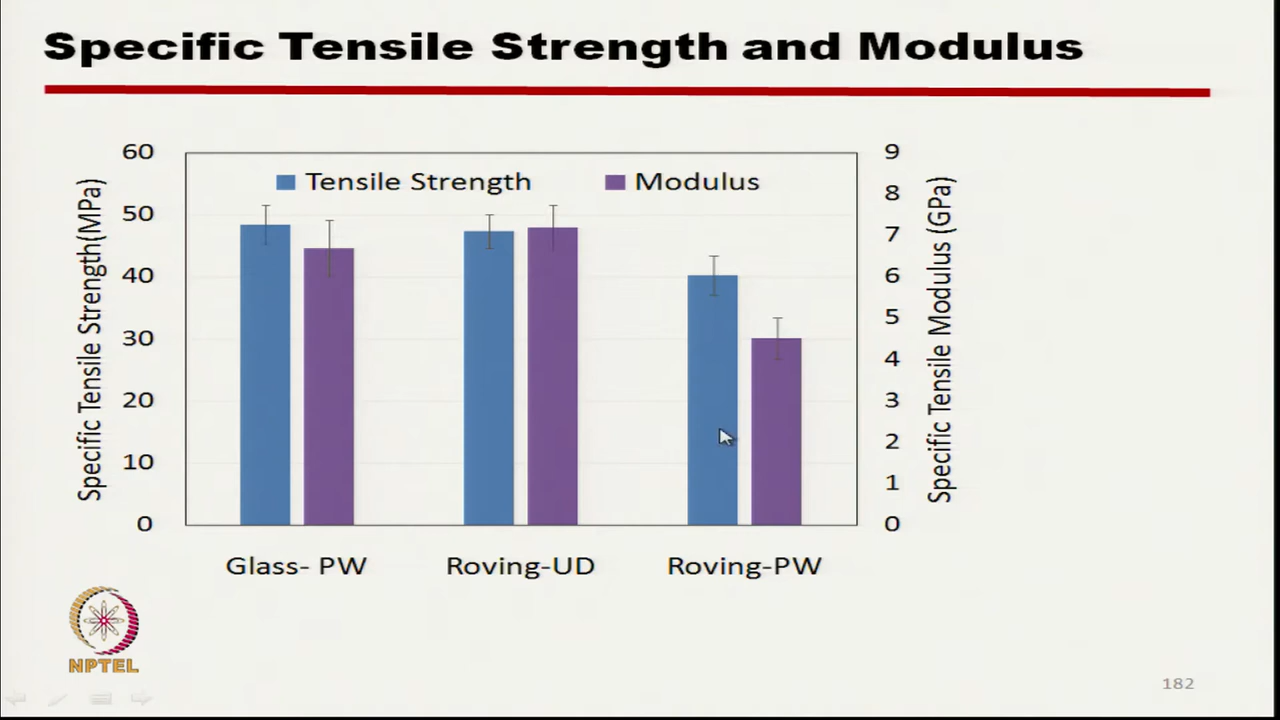 Specific Tensile Strength and Modulus
Tensile Strength
Modulus
Specific Tensile Strength(MPa)
60
50
40
30
20
10
0
9
8
7
6
5
4
3
2
1
0
Specific Tensile Modulus (GPa)
Glass- PW
Roving-UD
Roving-PW
NPTEL
182